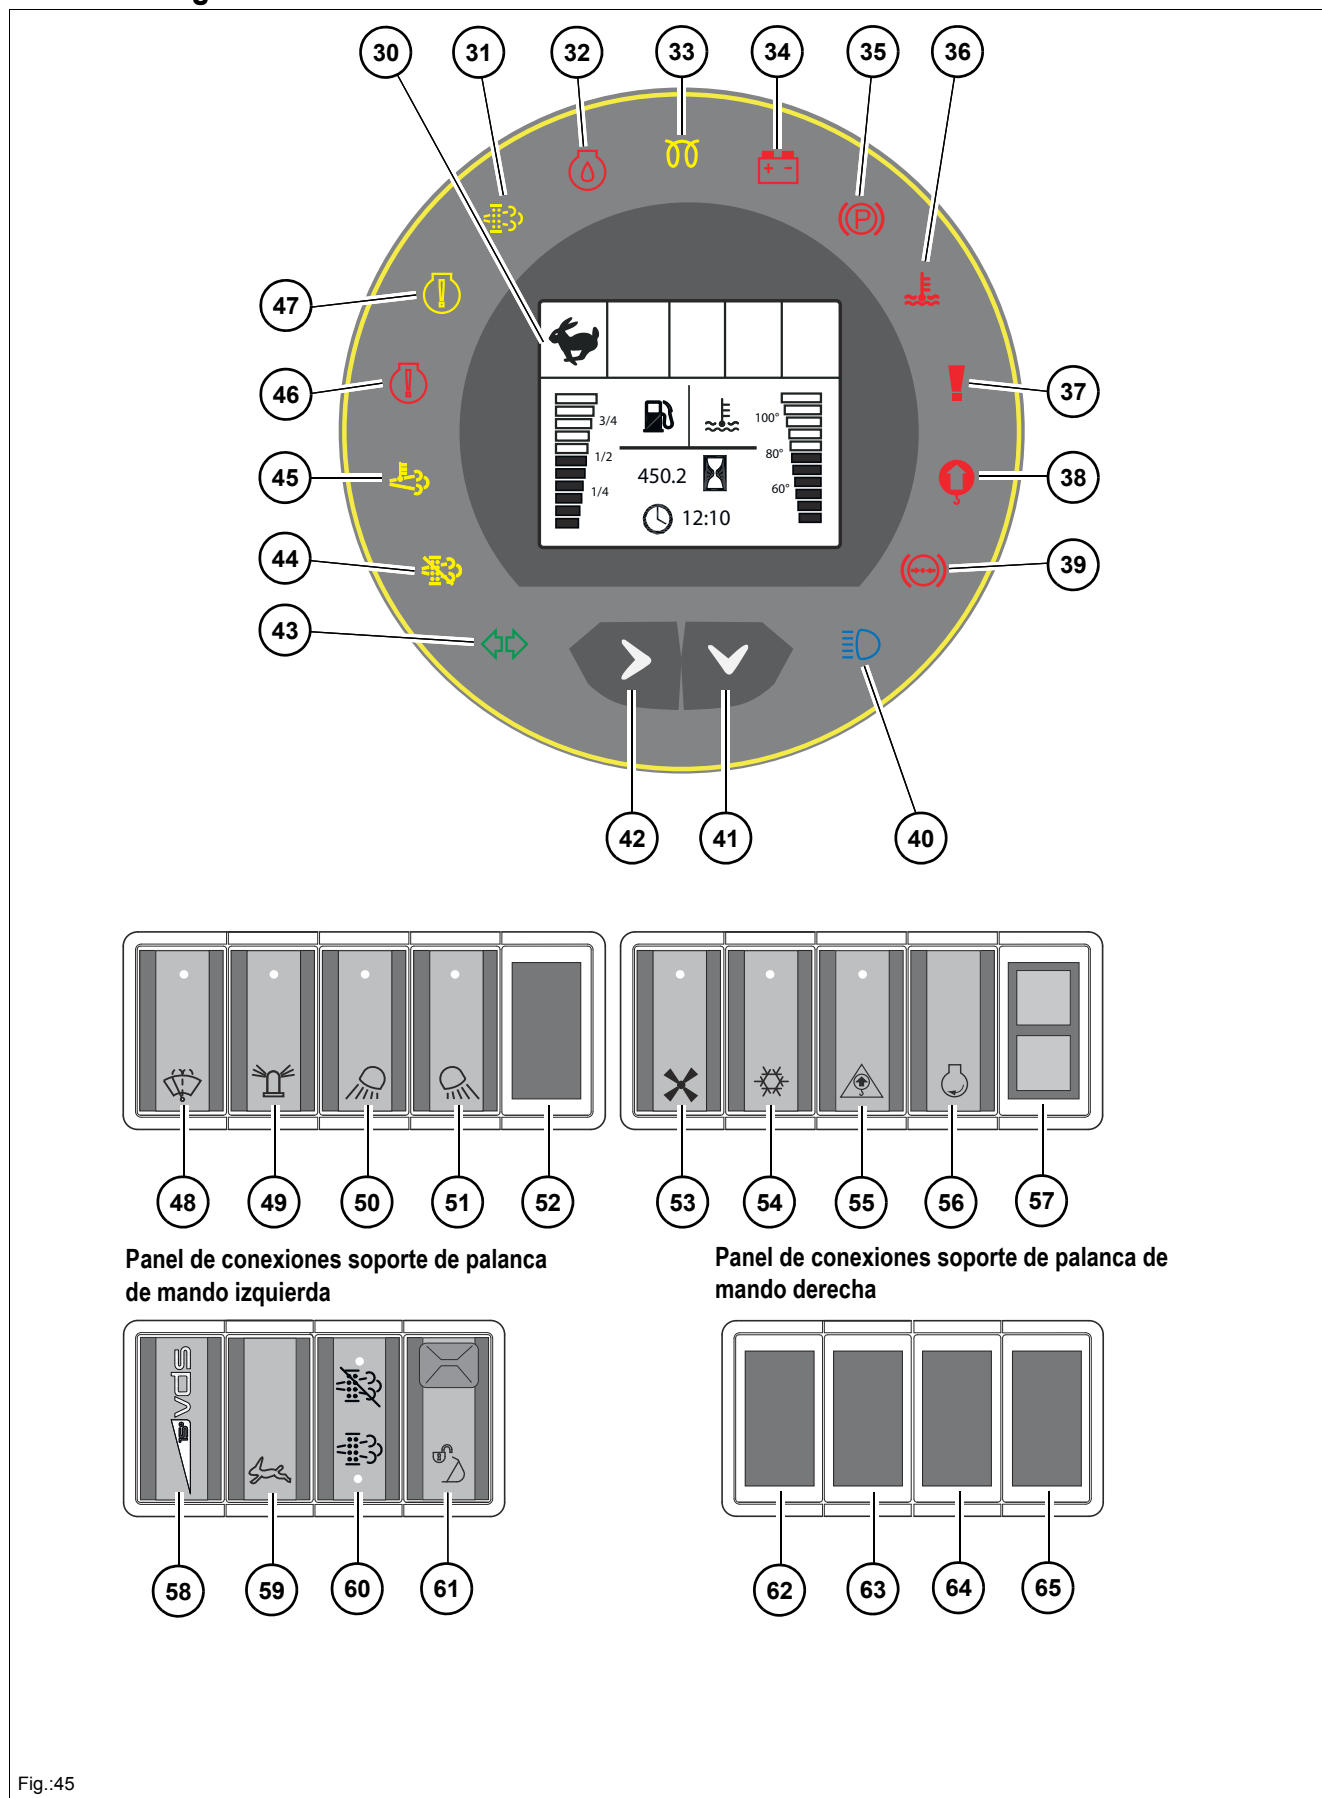 30 31 32 33 34 35 36
47
46
45
44
43
37
38
39
3/4
1/2
1/4
100°
80°
60°
450.2
12:10
P
+ -
42 41 40
48 49 50 51 52 53 54 55 56 57
Panel de conexiones soporte de palanca
de mando izquierda
Panel de conexiones soporte de palanca de
mando derecha
vds
58 59 60 61 62 63 64 65
Fig.:45